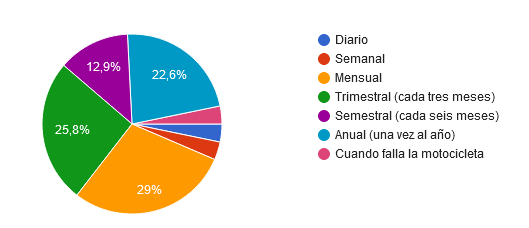 12,9%
22,6%
25,8%
29%
Diario
Semanal
Mensual
Trimestral (cada tres meses)
Semestral (cada seis meses)
Anual (una vez al año)
Cuando falla la motocicleta